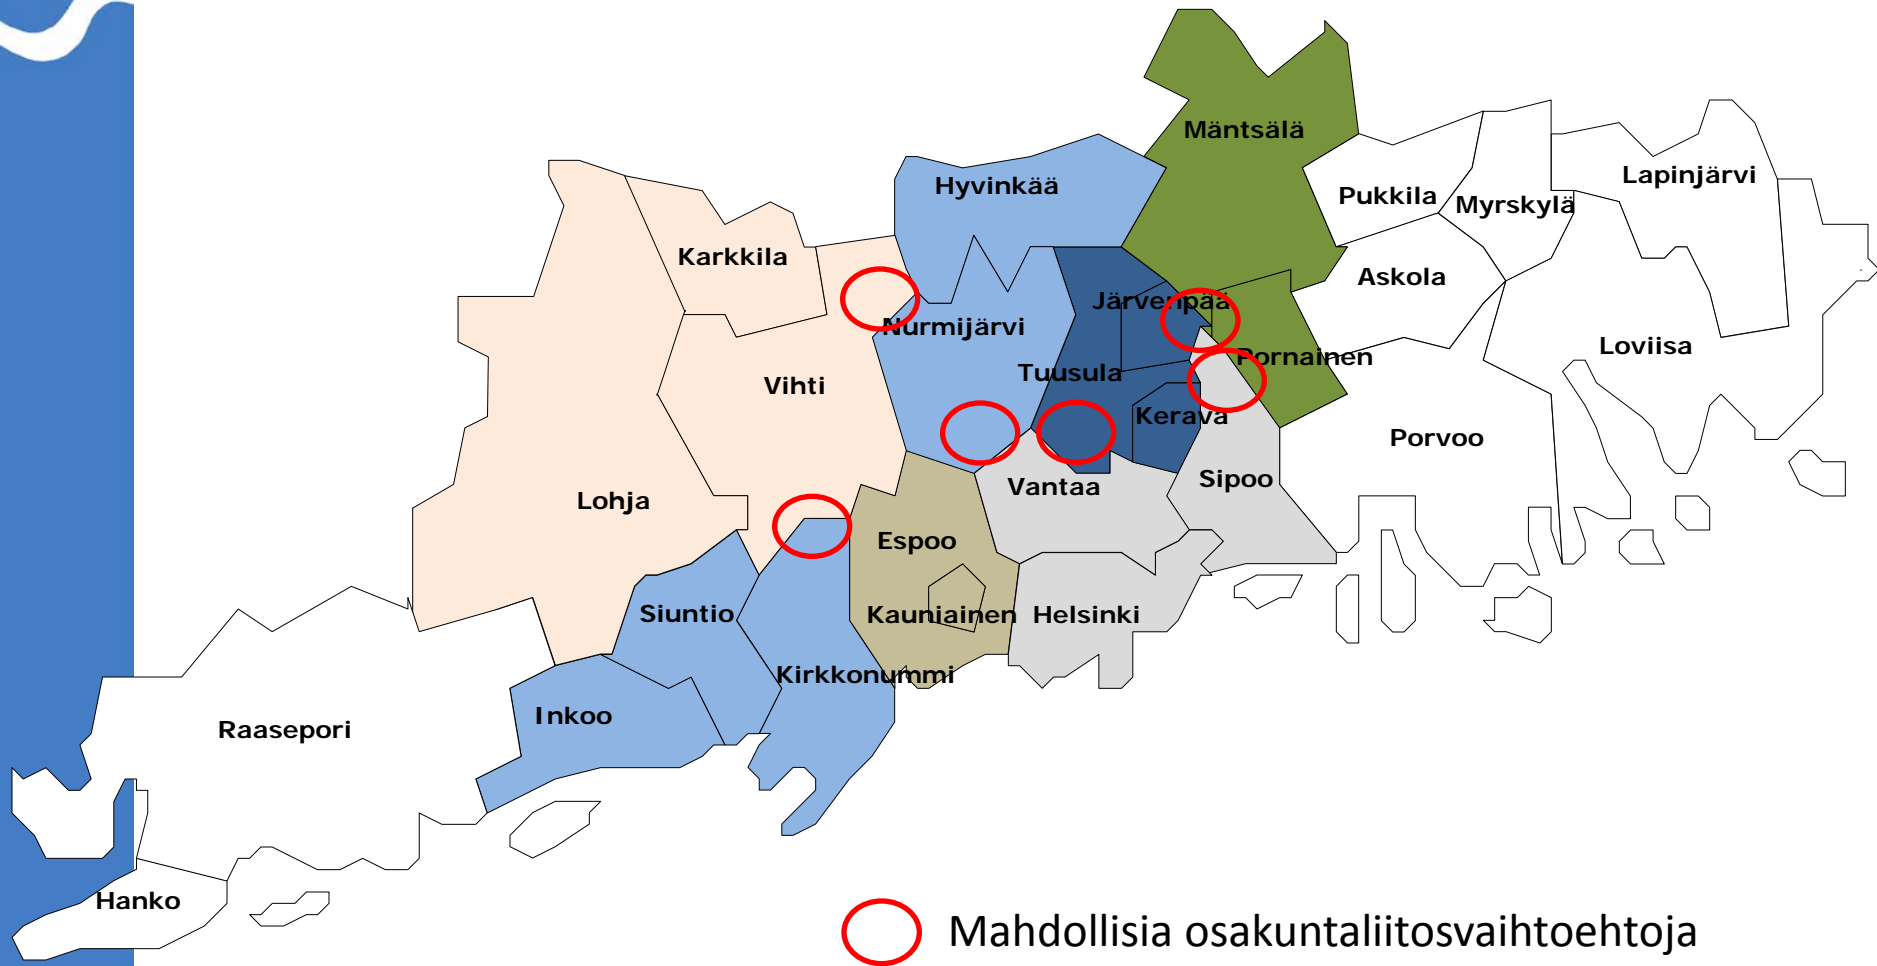 Mäntsälä
Hyvinkää
Lapinjärvi
Pukkila
Myrskylä
Karkkila
Askola
Järvenpää
Nurmijärvi
Loviisa
Pornainen
Tuusula
Vihti
Kerava
Porvoo
Sipoo
Vantaa
Lohja
Espoo
Siuntio
Kauniainen
Helsinki
Kirkkonummi
Inkoo
Raasepori
Hanko
Mahdollisia osakuntaliitosvaihtoehtoja